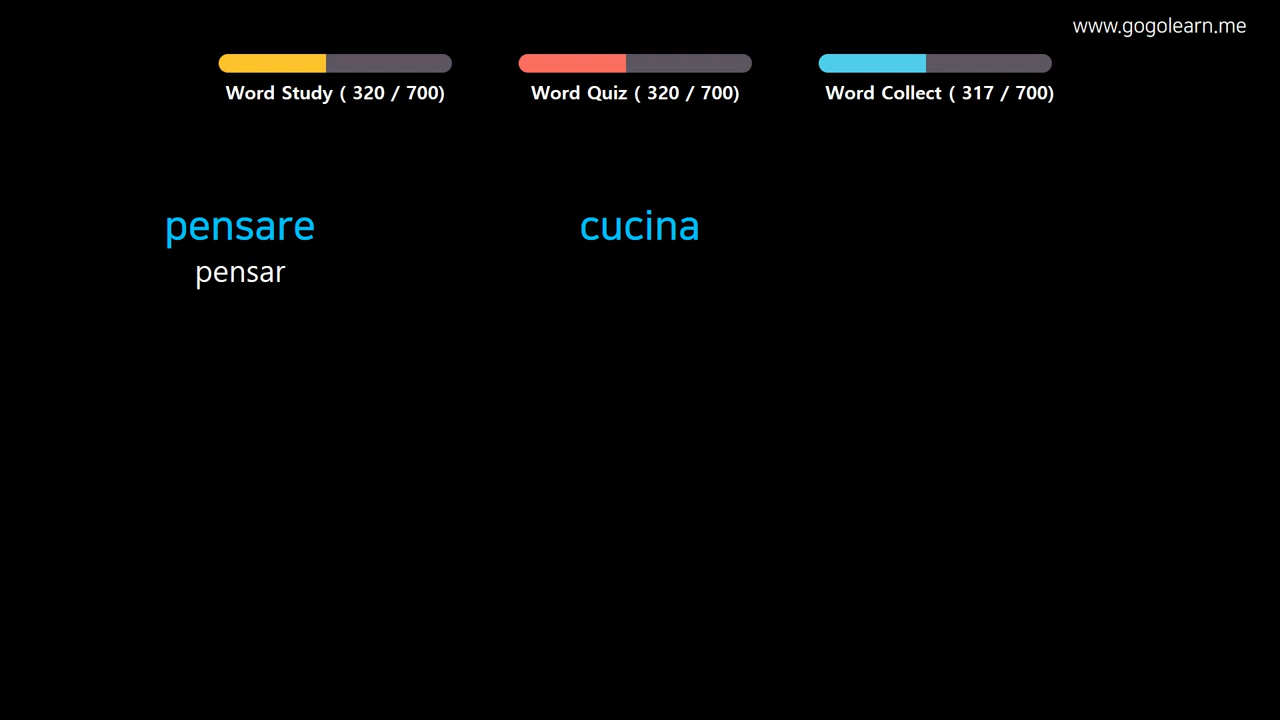 www.gogolearn.me
Word Study ( 320 / 700)
Word Quiz ( 320 / 700)
Word Collect ( 317 / 700)
pensare
pensar
cucina